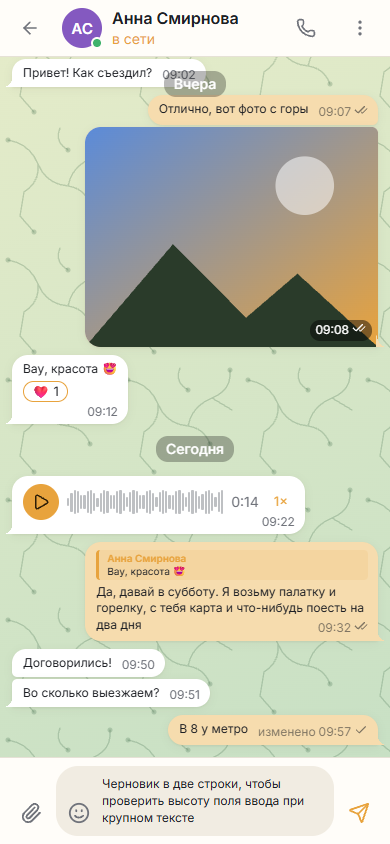 АС
Анна Смирнова
в сети
Привет! Как съездил? 09:02
Вчера
Отлично, вот фото с горы 09:07
09:08
Вау, красота 😍
❤️ 1
09:12
Сегодня
0:14 1×
09:22
Анна Смирнова
Вау, красота 😍
Да, давай в субботу. Я возьму палатку и
горелку, с тебя карта и что-нибудь поесть на
два дня 09:32
Договорились! 09:50
Во сколько выезжаем? 09:51
В 8 у метро изменено 09:57
Черновик в две строки, чтобы
проверить высоту поля ввода при
крупном тексте